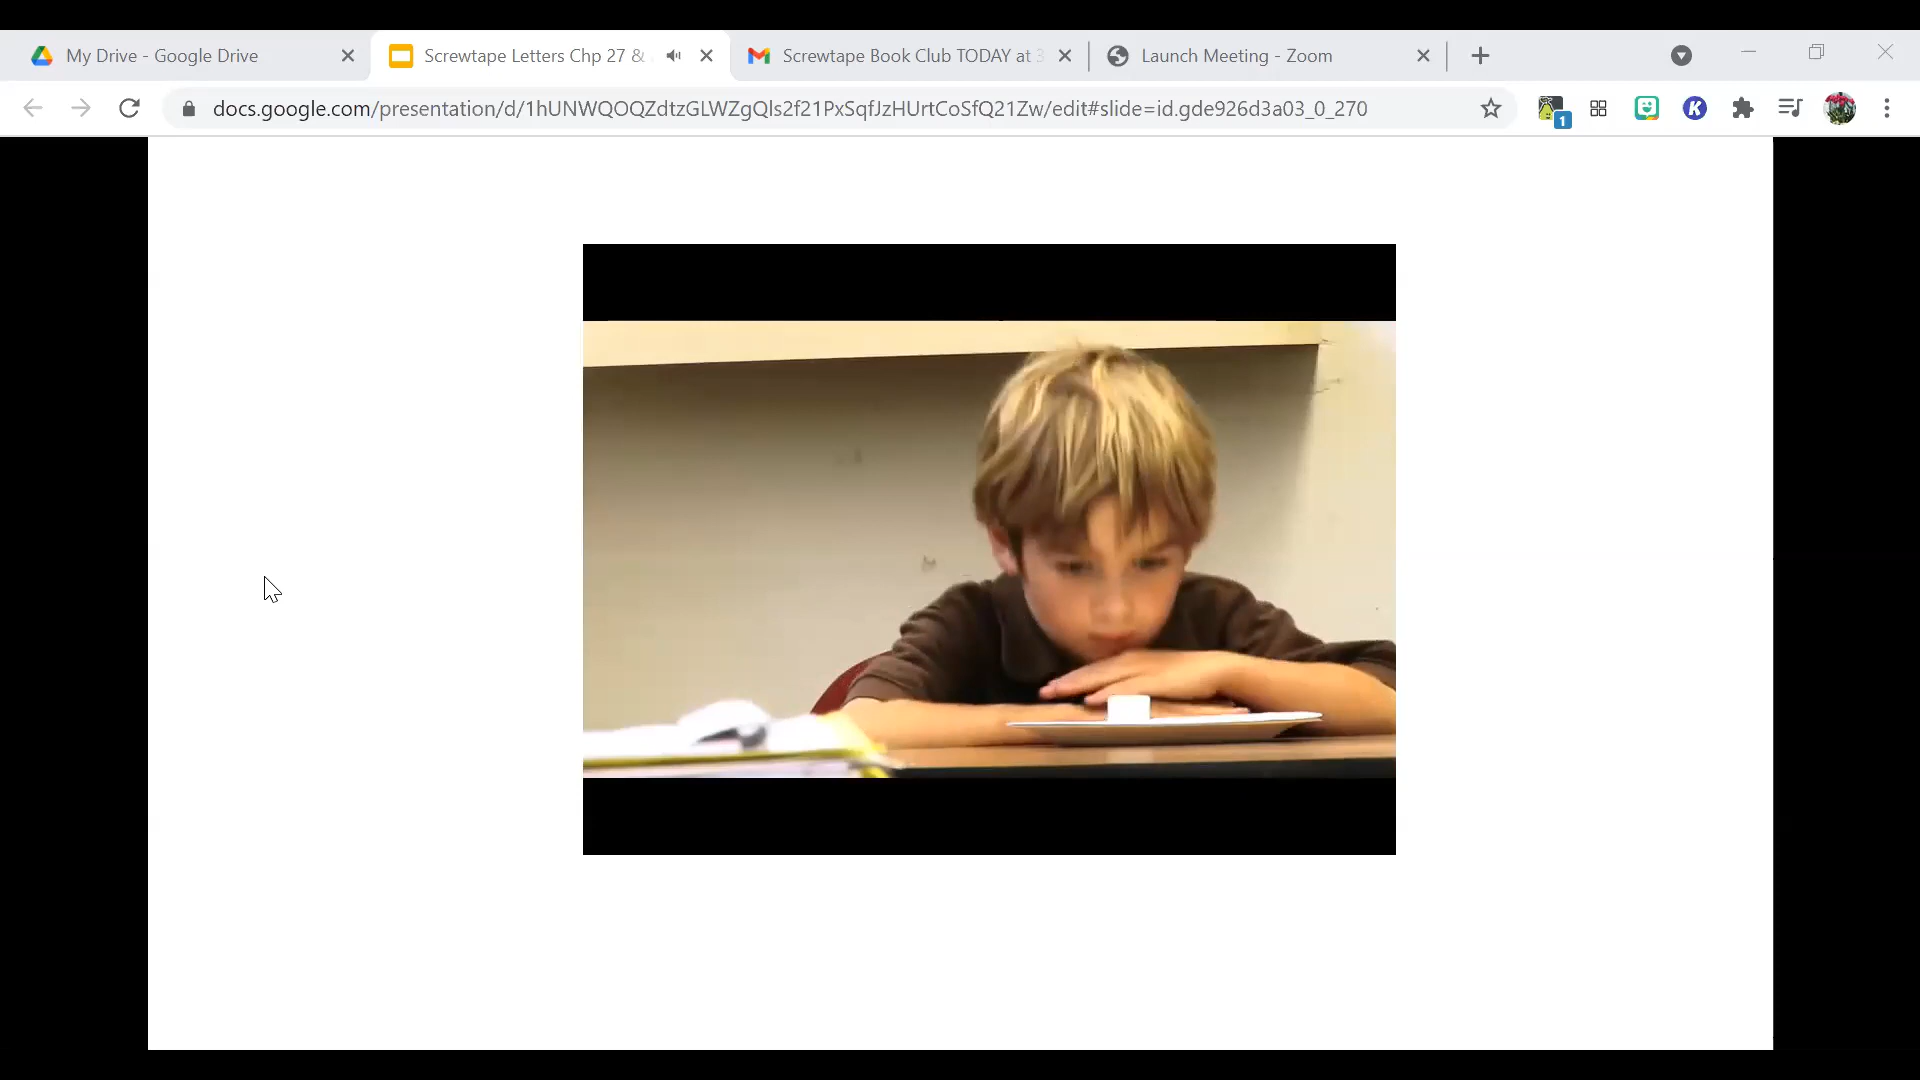 My Drive - Google Drive
Screwtape Letters Chp 27 &
Screwtape Book Club TODAY at 3
Launch Meeting - Zoom
docs.google.com/presentation/d/1hUNWQOQZdtzGLWZgQls2f21PxSqfJzHUrtCoSfQ21Zw/edit#slide=id.gde926d3a03_0_270
1
K